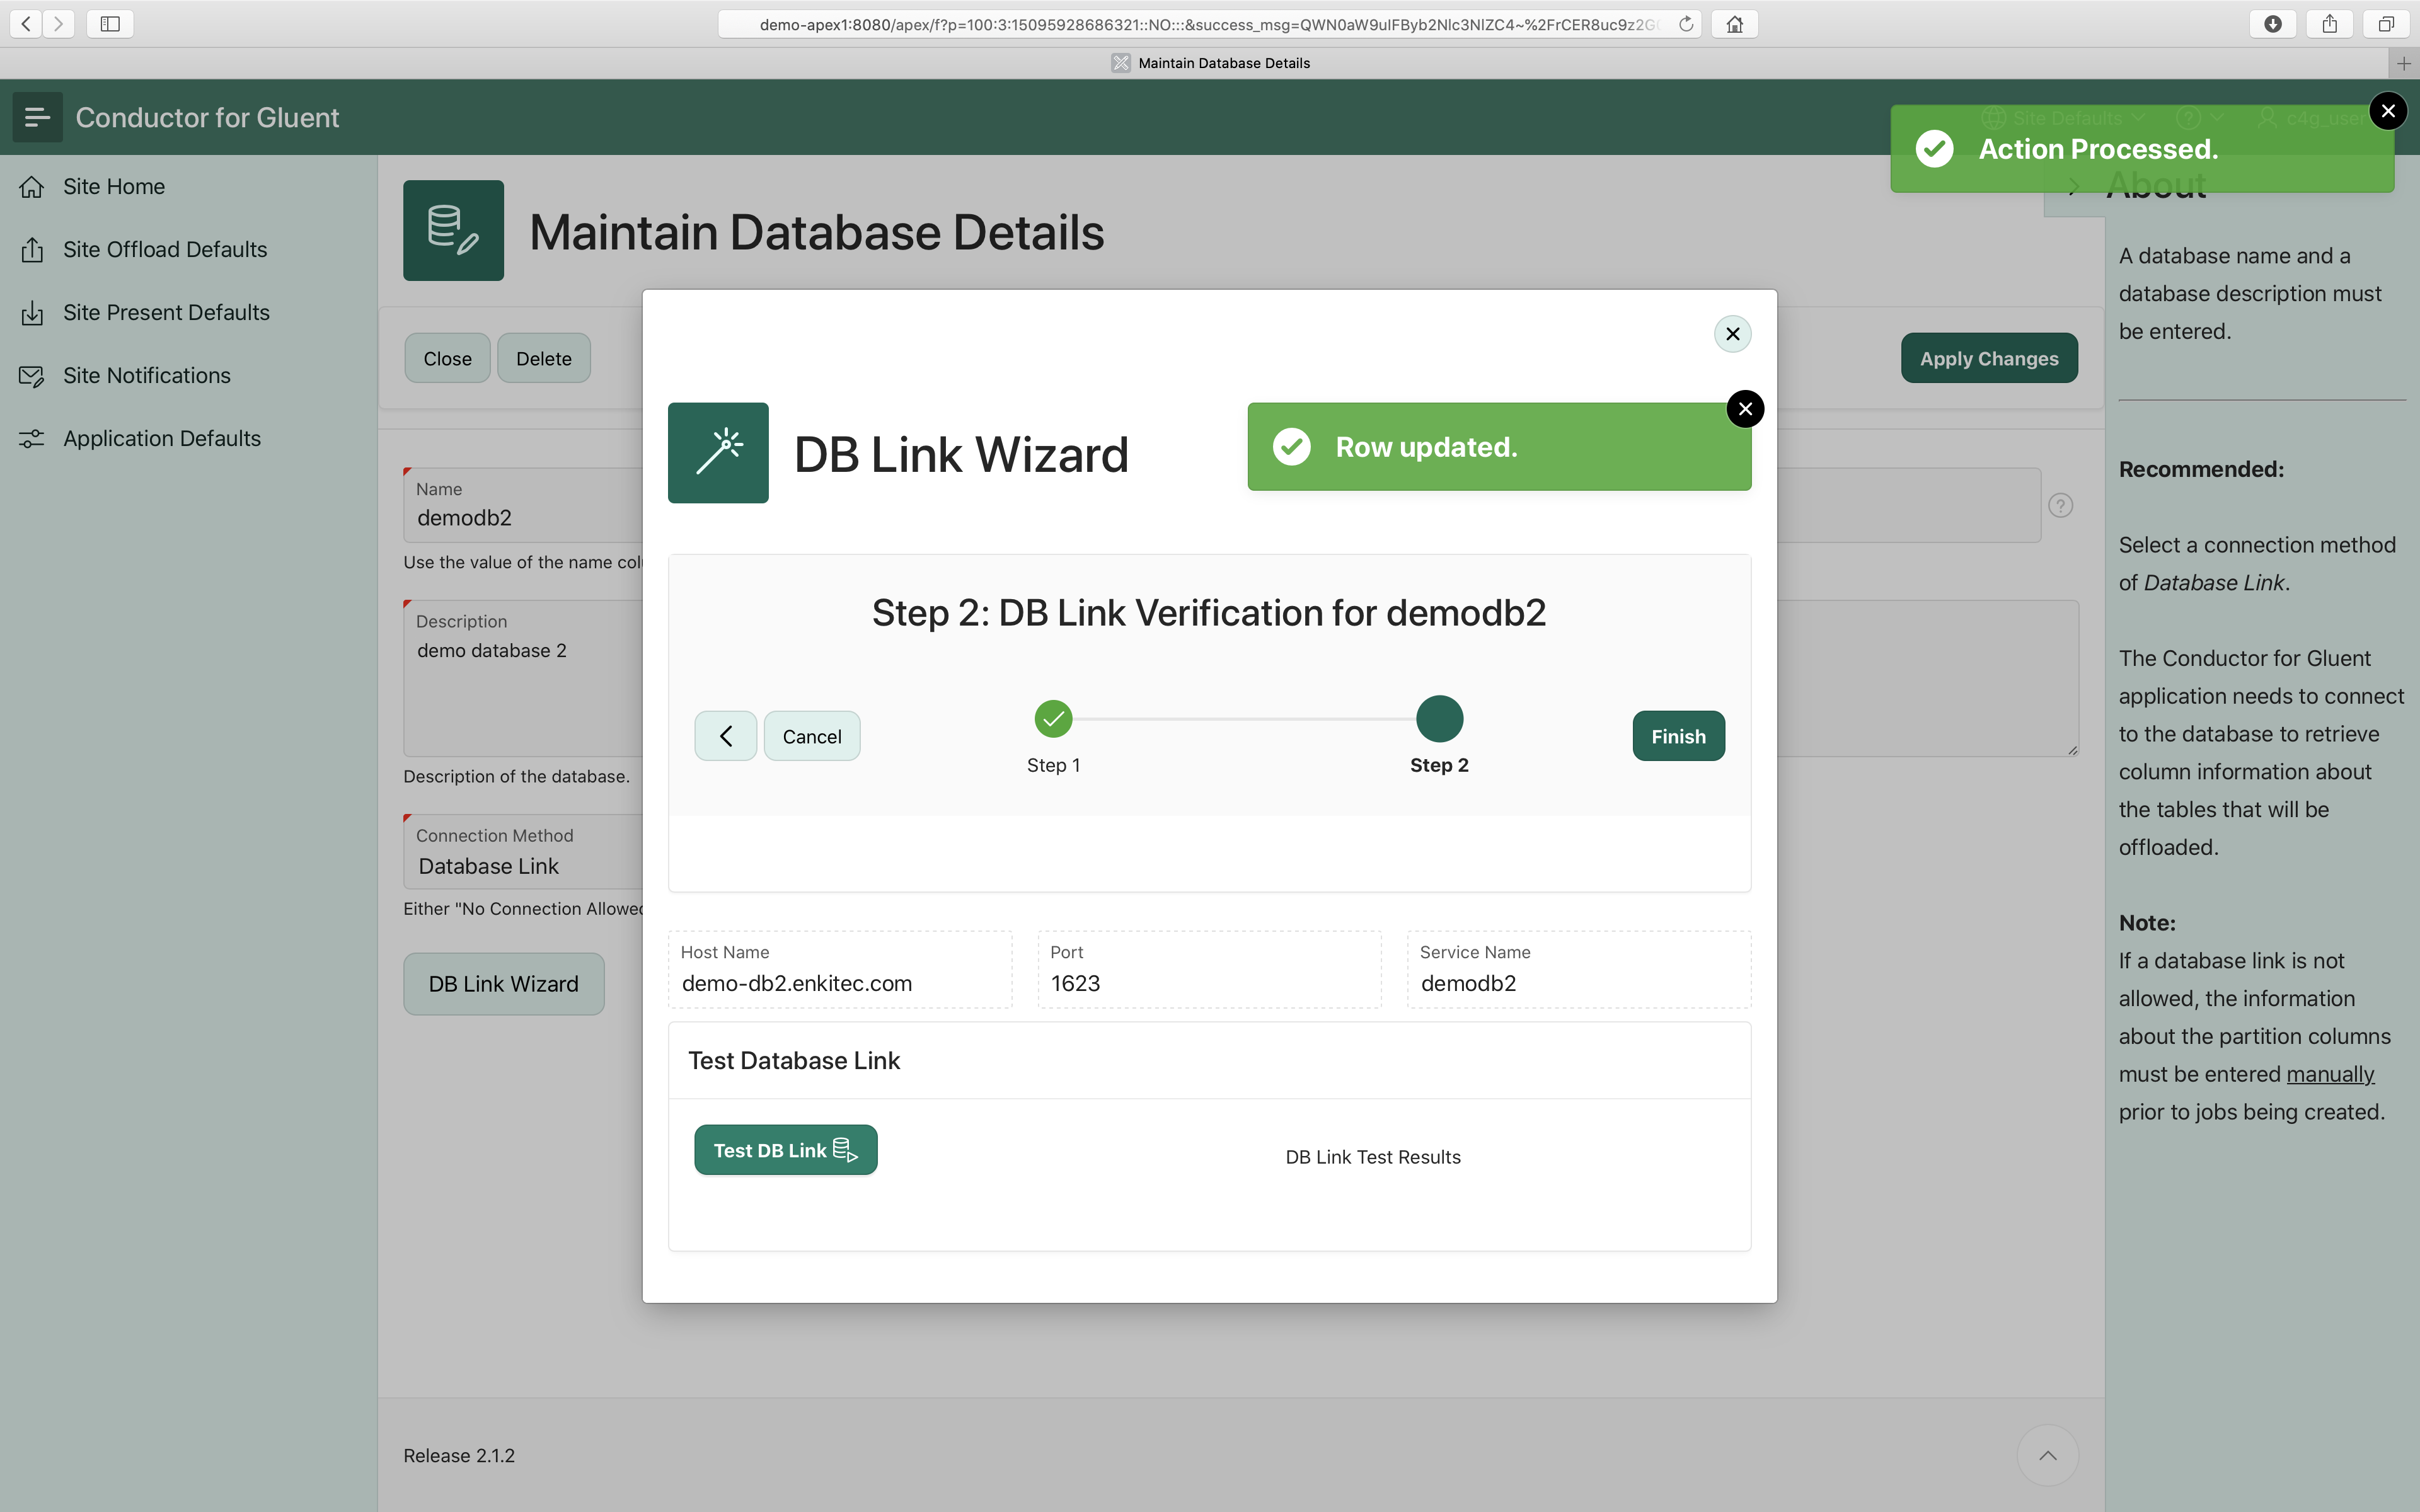 demo-apex1:8080/apex/f?p=100:3:15095928686321::NO:::&success_msg=
Maintain Database Details
Conductor for Gluent
Site Defaults
c4g_user
Action Processed.
Site Home
Site Offload Defaults
Site Present Defaults
Site Notifications
Application Defaults
Maintain Database Details
Close
Delete
Apply Changes
Name
demodb2
Use the value of the name
Description
demo database 2
Description of the database.
Connection Method
Database Link
Either "No Connection
DB Link Wizard
DB Link Wizard
Row updated.
Step 2: DB Link Verification for demodb2
Cancel
Step 1
Step 2
Finish
Host Name
demo-db2.enkitec.com
Port
1623
Service Name
demodb2
Test Database Link
Test DB Link
DB Link Test Results
About
A database name and a
database description must
be entered.
Recommended:
Select a connection method
of Database Link.
The Conductor for Gluent
application needs to connect
to the database to retrieve
column information about
the tables that will be
offloaded.
Note:
If a database link is not
allowed, the information
about the partition columns
must be entered manually
prior to jobs being created.
Release 2.1.2